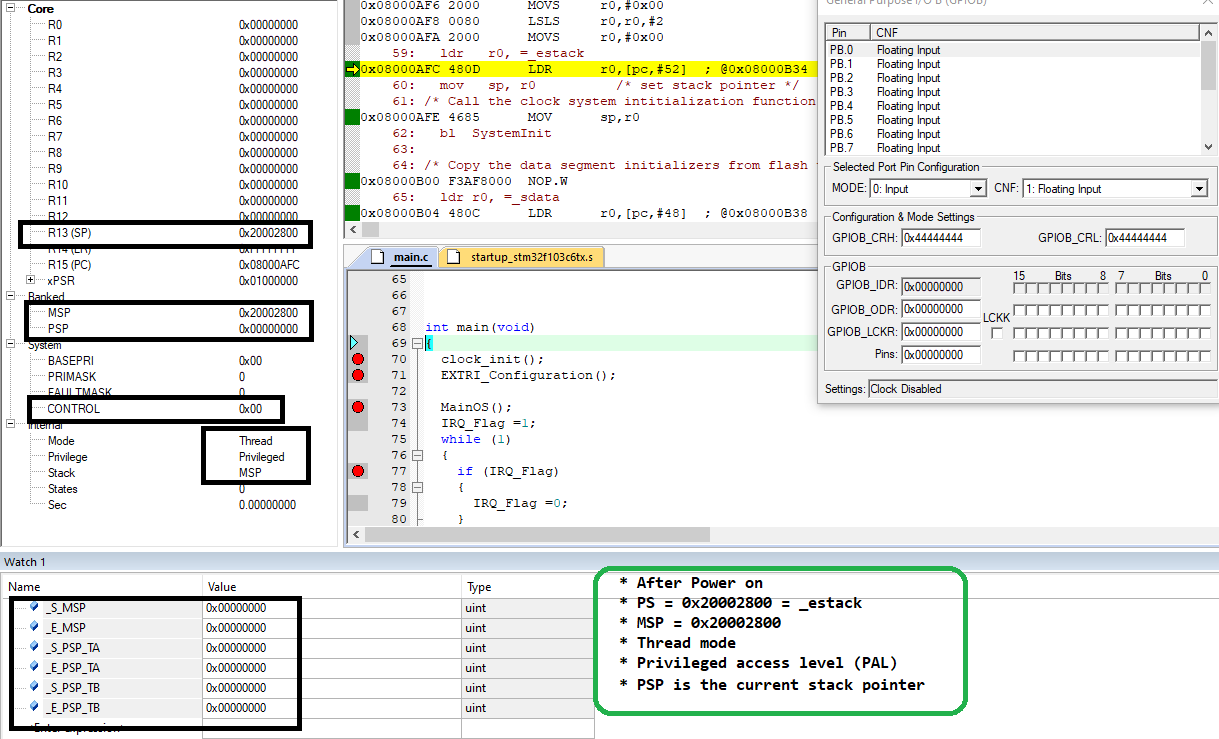 Core
R0 0x00000000
R1 0x00000000
R2 0x00000000
R3 0x00000000
R4 0x00000000
R5 0x00000000
R6 0x00000000
R7 0x00000000
R8 0x00000000
R9 0x00000000
R10 0x00000000
R11 0x00000000
R12 0x00000000
R13 (SP) 0x20002800
R14 (LR) 0xFFFFFFFF
R15 (PC) 0x08000AFC
xPSR 0x01000000
Banked
MSP 0x20002800
PSP 0x00000000
System
BASEPRI 0x00
PRIMASK 0
FAULTMASK 0
CONTROL 0x00
Internal
Mode Thread
Privilege Privileged
Stack MSP
States 0
Sec 0.00000000
0x08000AF6 2000 MOVS r0,#0x00
0x08000AF8 0080 LSLS r0,r0,#2
0x08000AFA 2000 MOVS r0,#0x00
59: ldr r0, =_estack
0x08000AFC 480D LDR r0,[pc,#52] ; @0x08000B34
60: mov sp, r0 /* set stack pointer */
61: /* Call the clock system intitialization function
0x08000AFE 4685 MOV sp,r0
62: bl SystemInit
63:
64: /* Copy the data segment initializers from flash
0x08000B00 F3AF8000 NOP.W
65: ldr r0, =_sdata
0x08000B04 480C LDR r0,[pc,#48] ; @0x08000B38
main.c startup_stm32f103c6tx.s
65
66
67
68 int main(void)
69 {
70 clock_init();
71 EXTRI_Configuration();
72
73 MainOS();
74 IRQ_Flag =1;
75 while (1)
76 {
77 if (IRQ_Flag)
78 {
79 IRQ_Flag =0;
80 }
General Purpose I/O B (GPIOB)
Pin CNF
PB.0 Floating Input
PB.1 Floating Input
PB.2 Floating Input
PB.3 Floating Input
PB.4 Floating Input
PB.5 Floating Input
PB.6 Floating Input
PB.7 Floating Input
Selected Port Pin Configuration
MODE: 0: Input CNF: 1: Floating Input
Configuration & Mode Settings
GPIOB_CRH: 0x44444444 GPIOB_CRL: 0x44444444
GPIOB
15 Bits 8 7 Bits 0
GPIOB_IDR: 0x00000000
GPIOB_ODR: 0x00000000
LCKK
GPIOB_LCKR: 0x00000000
Pins: 0x00000000
Settings: Clock Disabled
Watch 1
Name Value Type
_S_MSP 0x00000000 uint
_E_MSP 0x00000000 uint
_S_PSP_TA 0x00000000 uint
_E_PSP_TA 0x00000000 uint
_S_PSP_TB 0x00000000 uint
_E_PSP_TB 0x00000000 uint
<Enter expression>
* After Power on
* PS = 0x20002800 = _estack
* MSP = 0x20002800
* Thread mode
* Privileged access level (PAL)
* PSP is the current stack pointer